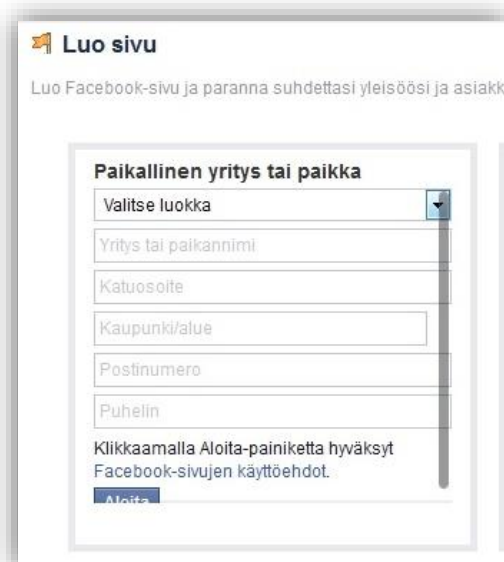 Luo sivu
Luo Facebook-sivu ja paranna suhdettasi yleisöösi ja asiakk
Paikallinen yritys tai paikka
Valitse luokka
Yritys tai paikannimi
Katuosoite
Kaupunki/alue
Postinumero
Puhelin
Klikkaamalla Aloita-painiketta hyväksyt
Facebook-sivujen käyttöehdot.
Aloita